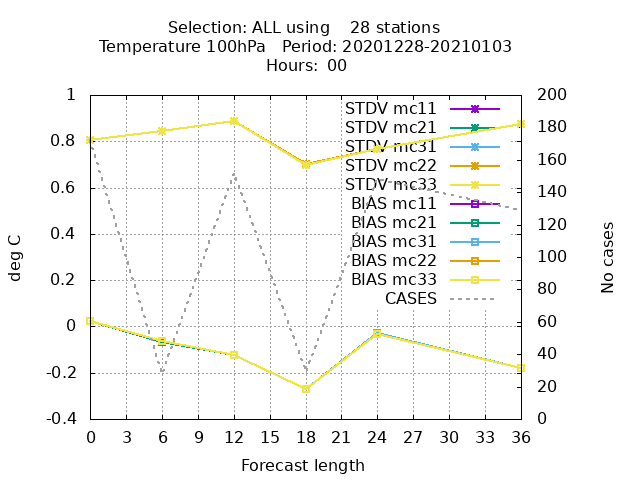 Selection: ALL using    28 stations
Temperature 100hPa   Period: 20201228-20210103
Hours:  00
1
0.8
0.6
0.4
0.2
0
-0.2
-0.4
deg C
200
180
160
140
120
100
80
60
40
20
0
No cases
STDV mc11
STDV mc21
STDV mc31
STDV mc22
STDV mc33
BIAS mc11
BIAS mc21
BIAS mc31
BIAS mc22
BIAS mc33
CASES
0 3 6 9 12 15 18 21 24 27 30 33 36
Forecast length